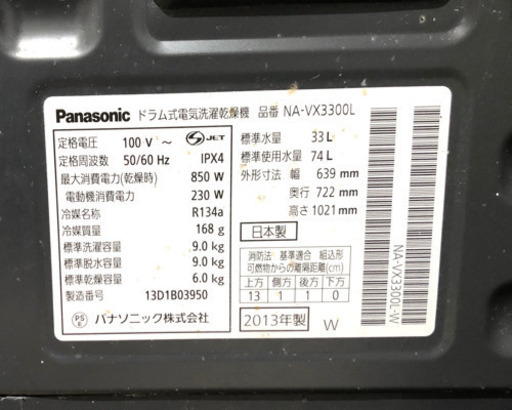 Panasonic ドラム式電気洗濯乾燥機 品番 NA-VX3300L
定格電圧 100 V ～
定格周波数 50/60 Hz IPX4
最大消費電力(乾燥時) 850 W
電動機消費電力 230 W
冷媒名称 R134a
冷媒質量 168 g
標準洗濯容量 9.0 kg
標準脱水容量 9.0 kg
標準乾燥容量 6.0 kg
製造番号 13D1B03950
PS E パナソニック株式会社
JET
標準水量 33 L
標準使用水量 74 L
外形寸法 幅 639 mm
奥行 722 mm
高さ 1021 mm
日本製
消防法 基準適合 組込形
可燃物からの離隔距離(cm)
上方 側方 後方 下方
13 1 1 0
2013年製 W
NA-VX3300L-W